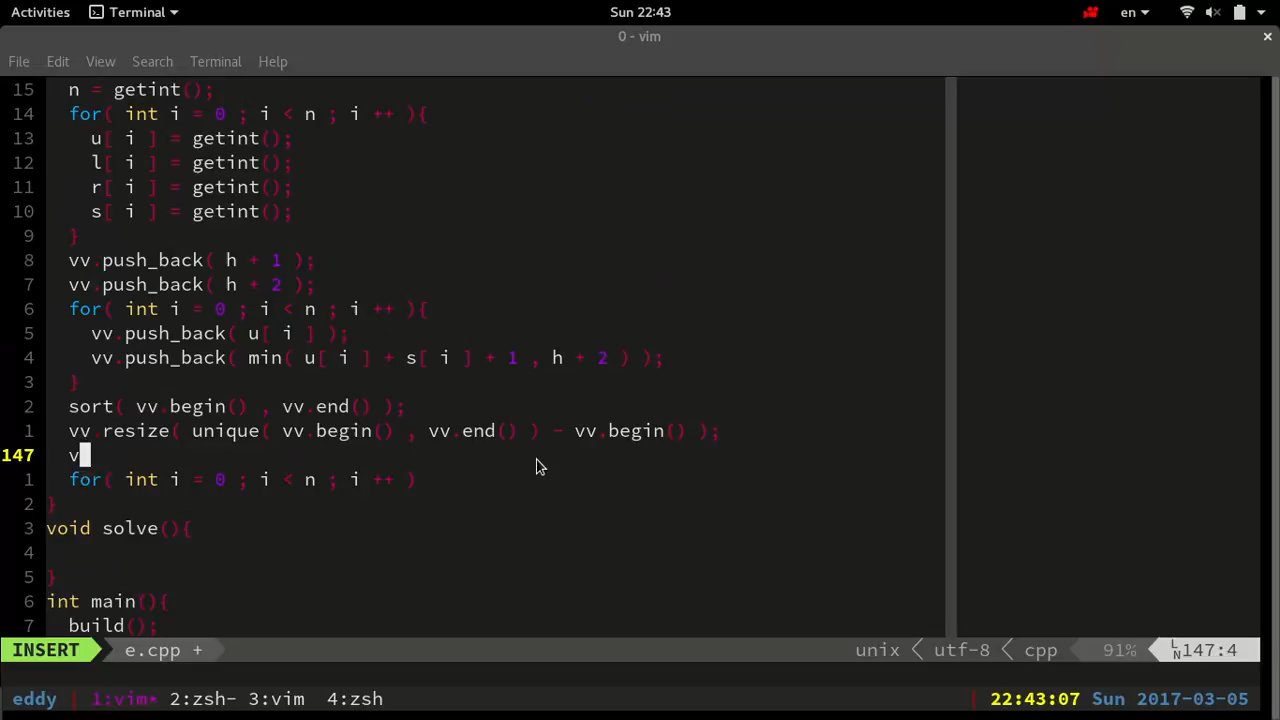 Activities Terminal Sun 22:43 en
0 - vim
File Edit View Search Terminal Help
15 n = getint();
14 for( int i = 0 ; i < n ; i ++ ){
13 u[ i ] = getint();
12 l[ i ] = getint();
11 r[ i ] = getint();
10 s[ i ] = getint();
9 }
8 vv.push_back( h + 1 );
7 vv.push_back( h + 2 );
6 for( int i = 0 ; i < n ; i ++ ){
5 vv.push_back( u[ i ] );
4 vv.push_back( min( u[ i ] + s[ i ] + 1 , h + 2 ) );
3 }
2 sort( vv.begin() , vv.end() );
1 vv.resize( unique( vv.begin() , vv.end() ) - vv.begin() );
147 v
1 for( int i = 0 ; i < n ; i ++ )
2 }
3 void solve(){
4
5 }
6 int main(){
7 build();
INSERT e.cpp + unix utf-8 cpp 91% LN 147:4
eddy 1:vim* 2:zsh- 3:vim 4:zsh 22:43:07 Sun 2017-03-05